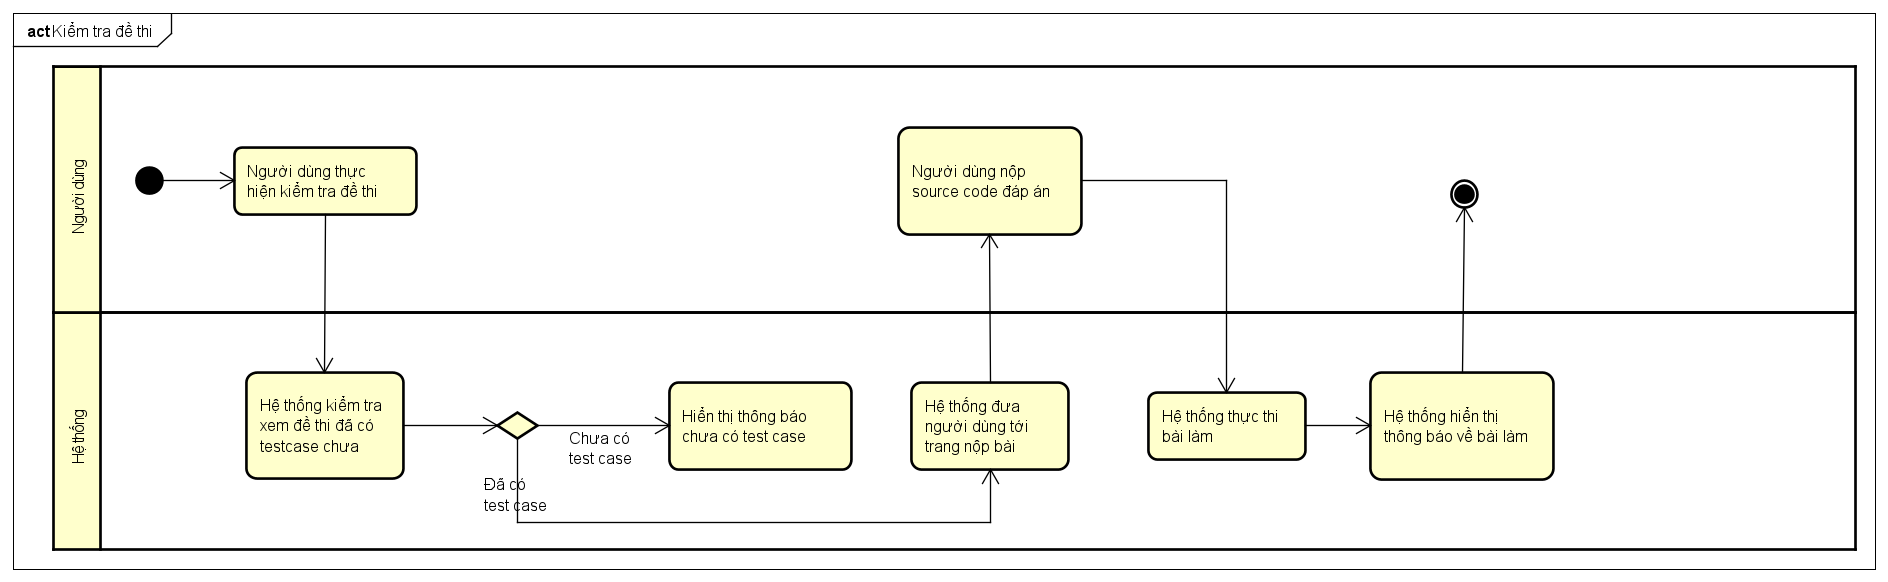 act Kiểm tra đề thi
Người dùng
Người dùng thực
hiện kiểm tra đề thi
Người dùng nộp
source code đáp án
Hệ thống
Hệ thống kiểm tra
xem đề thi đã có
testcase chưa
Chưa có
test case
Đã có
test case
Hiển thị thông báo
chưa có test case
Hệ thống đưa
người dùng tới
trang nộp bài
Hệ thống thực thi
bài làm
Hệ thống hiển thị
thông báo về bài làm